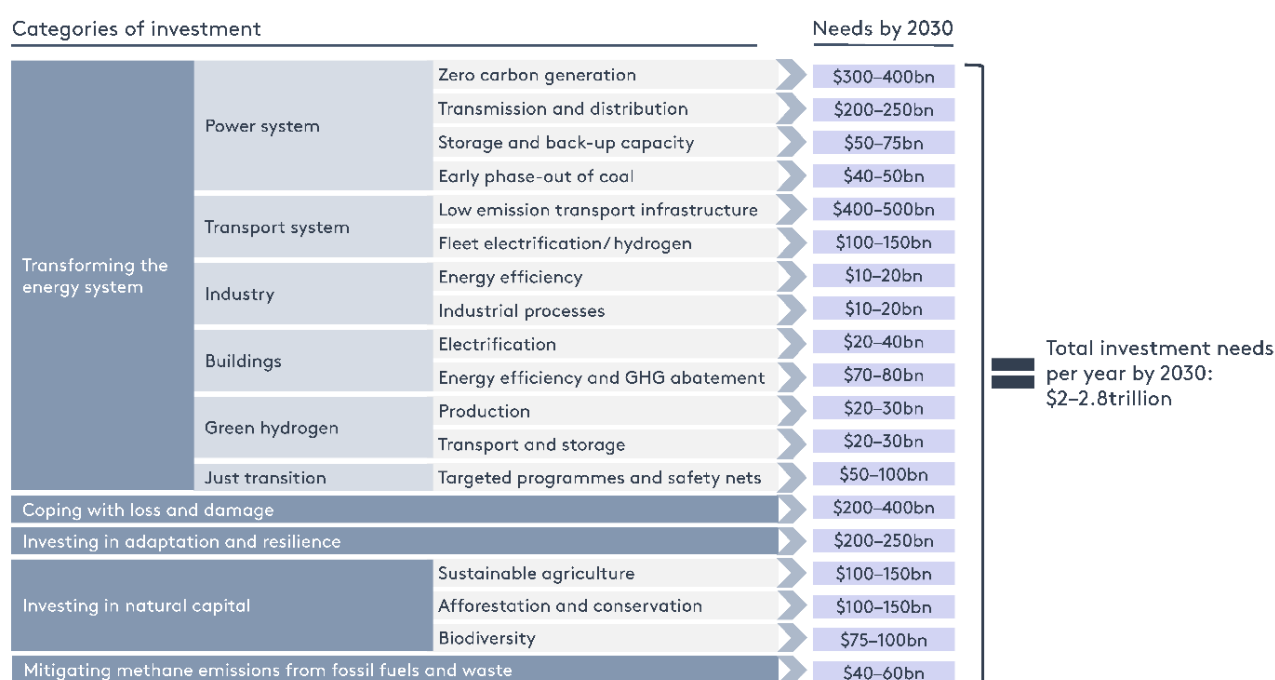 Categories of investment
Needs by 2030
Zero carbon generation
$300–400bn
Transmission and distribution
$200–250bn
Power system
Storage and back-up capacity
$50–75bn
Early phase-out of coal
$40–50bn
Low emission transport infrastructure
$400–500bn
Transport system
Fleet electrification/hydrogen
$100–150bn
Transforming the
energy system
Energy efficiency
$10–20bn
Industry
Industrial processes
$10–20bn
Electrification
$20–40bn
Buildings
Energy efficiency and GHG abatement
$70–80bn
Production
$20–30bn
Green hydrogen
Transport and storage
$20–30bn
Just transition
Targeted programmes and safety nets
$50–100bn
Coping with loss and damage
$200–400bn
Investing in adaptation and resilience
$200–250bn
Sustainable agriculture
$100–150bn
Investing in natural capital
Afforestation and conservation
$100–150bn
Biodiversity
$75–100bn
Mitigating methane emissions from fossil fuels and waste
$40–60bn
Total investment needs
per year by 2030:
$2–2.8trillion